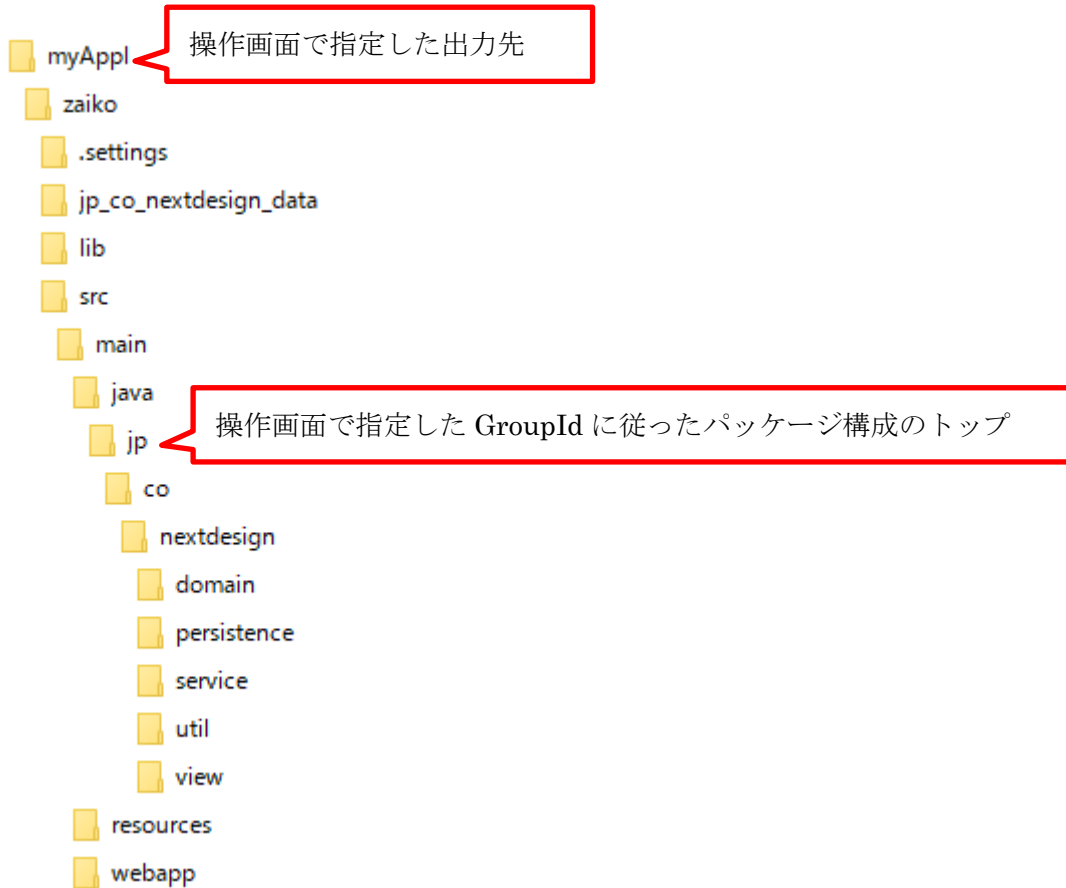 操作画面で指定した出力先
myAppl
zaiko
.settings
jp_co_nextdesign_data
lib
src
main
java
操作画面で指定した GroupId に従ったパッケージ構成のトップ
jp
co
nextdesign
domain
persistence
service
util
view
resources
webapp